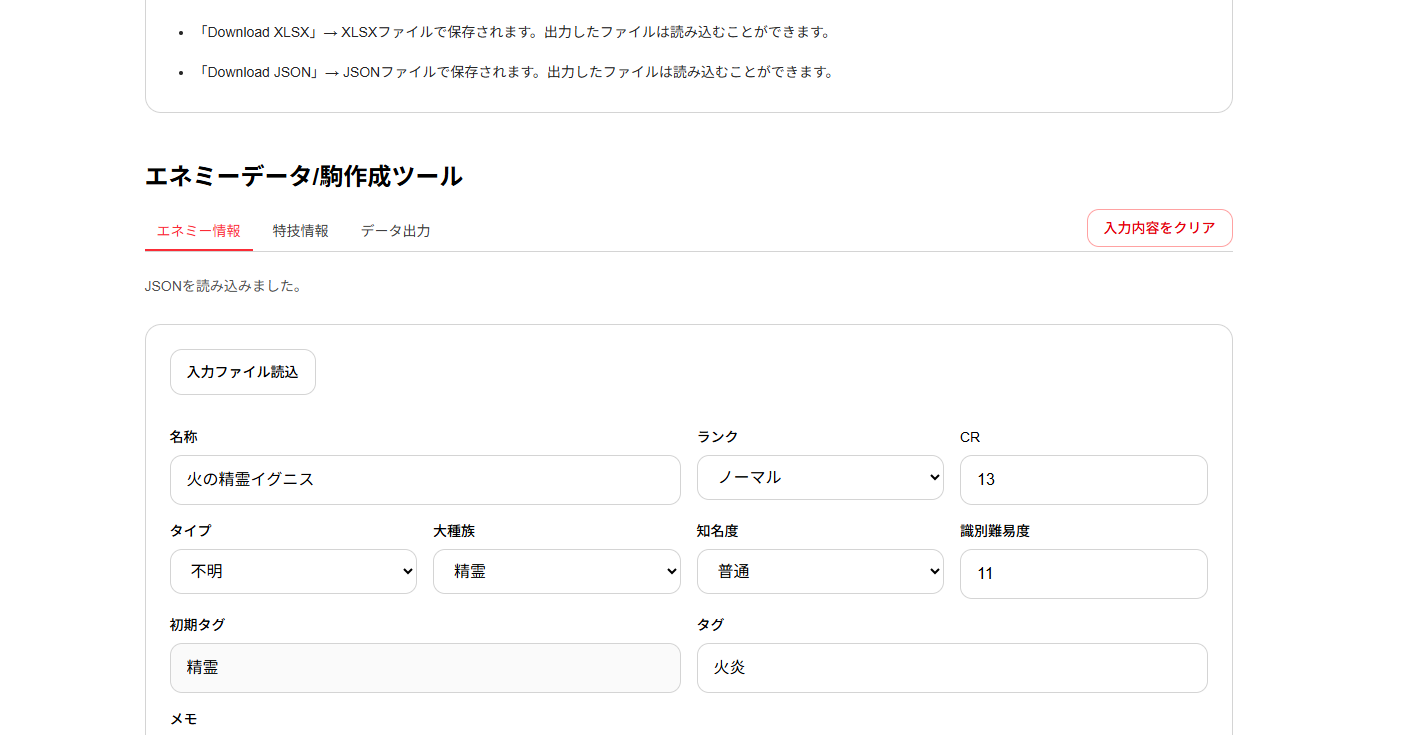 「Download XLSX」→ XLSXファイルで保存されます。出力したファイルは読み込むことができます。
「Download JSON」→ JSONファイルで保存されます。出力したファイルは読み込むことができます。
エネミーデータ/駒作成ツール
エネミー情報 特技情報 データ出力 入力内容をクリア
JSONを読み込みました。
入力ファイル読込
名称 ランク CR
火の精霊イグニス ノーマル 13
タイプ 大種族 知名度 識別難易度
不明 精霊 普通 11
初期タグ タグ
精霊 火炎
メモ